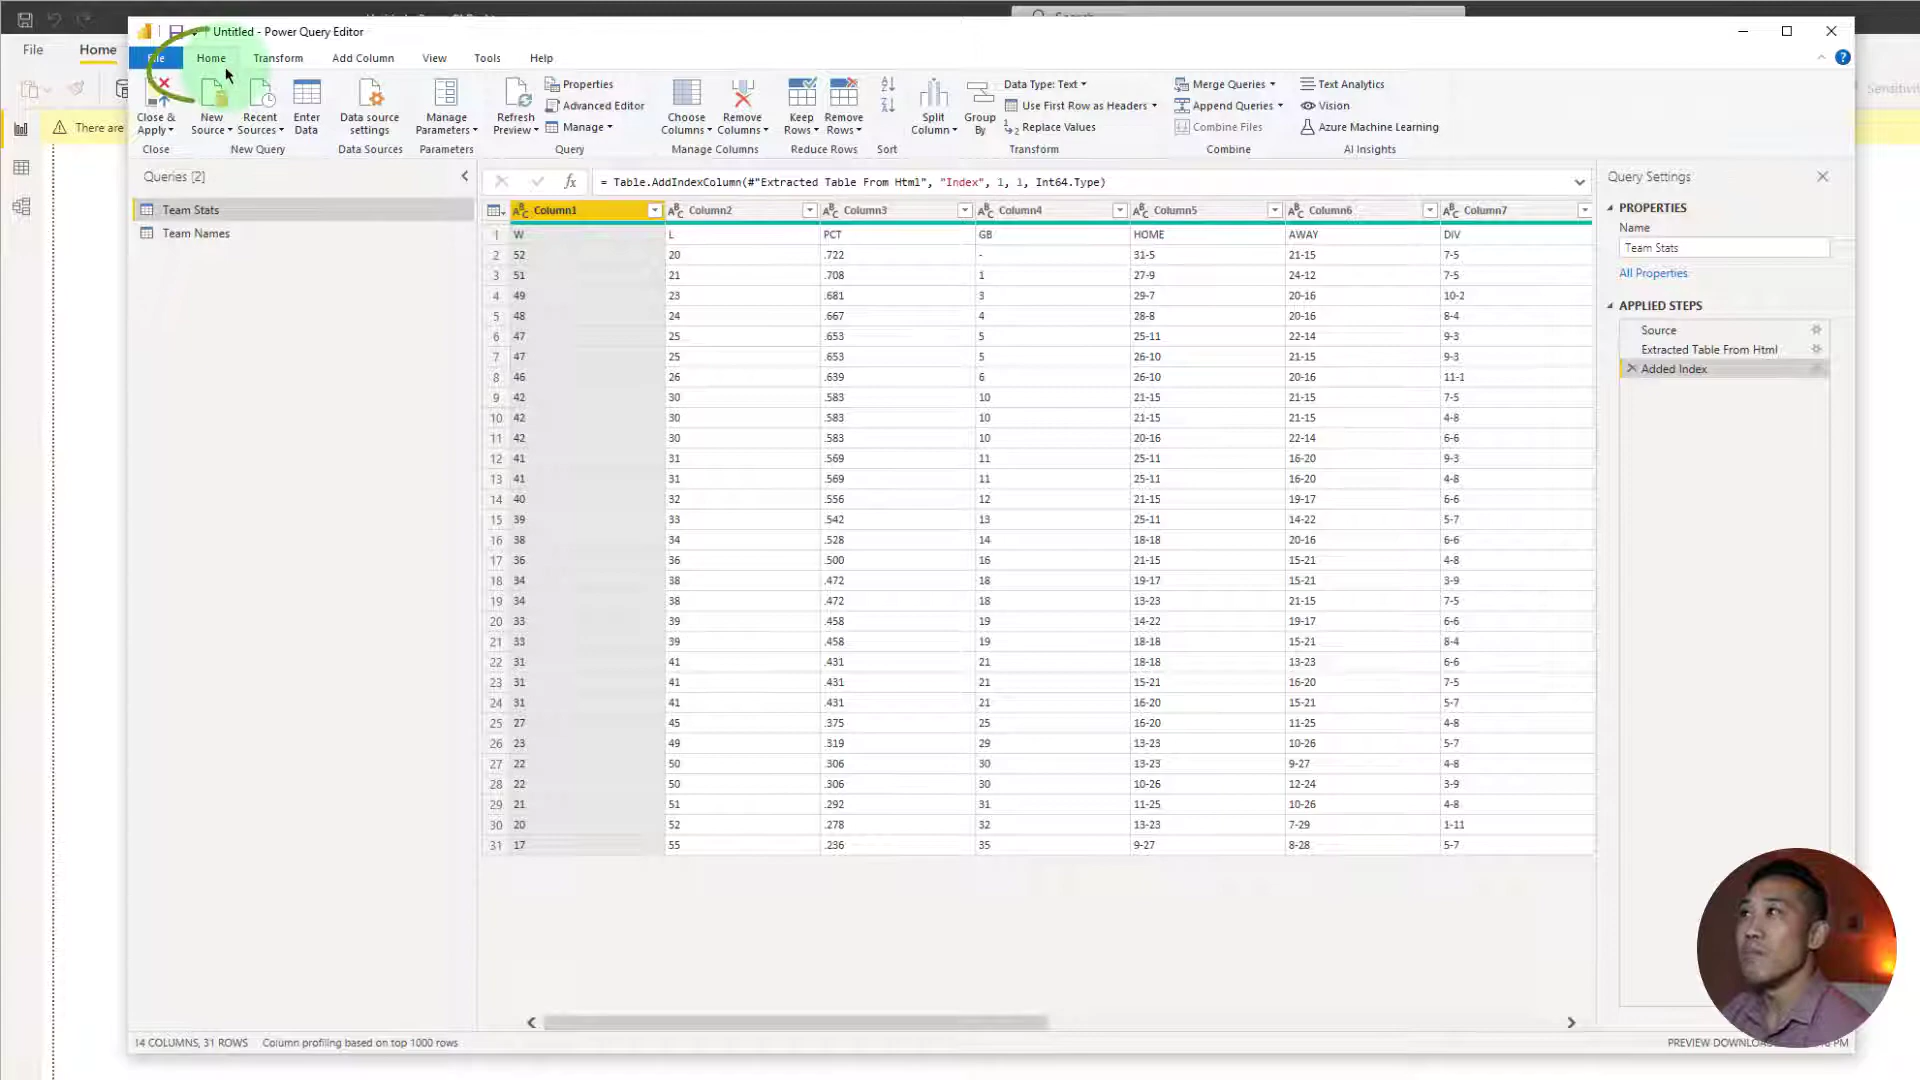 Untitled - Power Query Editor
File
Home
File
Home
Transform
Add Column
View
Tools
Help
Close & Apply
New Source
Recent Sources
Enter Data
Data source settings
Manage Parameters
Refresh Preview
Properties
Advanced Editor
Manage
Choose Columns
Remove Columns
Keep Rows
Remove Rows
Split Column
Group By
Data Type: Text
Use First Row as Headers
Replace Values
Merge Queries
Append Queries
Combine Files
Text Analytics
Vision
Azure Machine Learning
Close
New Query
Data Sources
Parameters
Query
Manage Columns
Reduce Rows
Sort
Transform
Combine
AI Insights
There are
Queries [2]
Team Stats
Team Names
= Table.AddIndexColumn(#"Extracted Table From Html", "Index", 1, 1, Int64.Type)
Column1 Column2 Column3 Column4 Column5 Column6 Column7
1 W L PCT GB HOME AWAY DIV
2 52 20 .722 - 31-5 21-15 7-5
3 51 21 .708 1 27-9 24-12 7-5
4 49 23 .681 3 29-7 20-16 10-2
5 48 24 .667 4 28-8 20-16 8-4
6 47 25 .653 5 25-11 22-14 9-3
7 47 25 .653 5 26-10 21-15 9-3
8 46 26 .639 6 26-10 20-16 11-1
9 42 30 .583 10 21-15 21-15 7-5
10 42 30 .583 10 21-15 21-15 4-8
11 42 30 .583 10 20-16 22-14 6-6
12 41 31 .569 11 25-11 16-20 9-3
13 41 31 .569 11 25-11 16-20 4-8
14 40 32 .556 12 21-15 19-17 6-6
15 39 33 .542 13 25-11 14-22 5-7
16 38 34 .528 14 18-18 20-16 6-6
17 36 36 .500 16 21-15 15-21 4-8
18 34 38 .472 18 19-17 15-21 3-9
19 34 38 .472 18 13-23 21-15 7-5
20 33 39 .458 19 14-22 19-17 6-6
21 33 39 .458 19 18-18 15-21 8-4
22 31 41 .431 21 18-18 13-23 6-6
23 31 41 .431 21 15-21 16-20 7-5
24 31 41 .431 21 16-20 15-21 5-7
25 27 45 .375 25 16-20 11-25 4-8
26 23 49 .319 29 13-23 10-26 5-7
27 22 50 .306 30 13-23 9-27 4-8
28 22 50 .306 30 10-26 12-24 3-9
29 21 51 .292 31 11-25 10-26 4-8
30 20 52 .278 32 13-23 7-29 1-11
31 17 55 .236 35 9-27 8-28 5-7
Query Settings
PROPERTIES
Name
Team Stats
All Properties
APPLIED STEPS
Source
Extracted Table From Html
Added Index
14 COLUMNS, 31 ROWS
Column profiling based on top 1000 rows
PREVIEW
PM